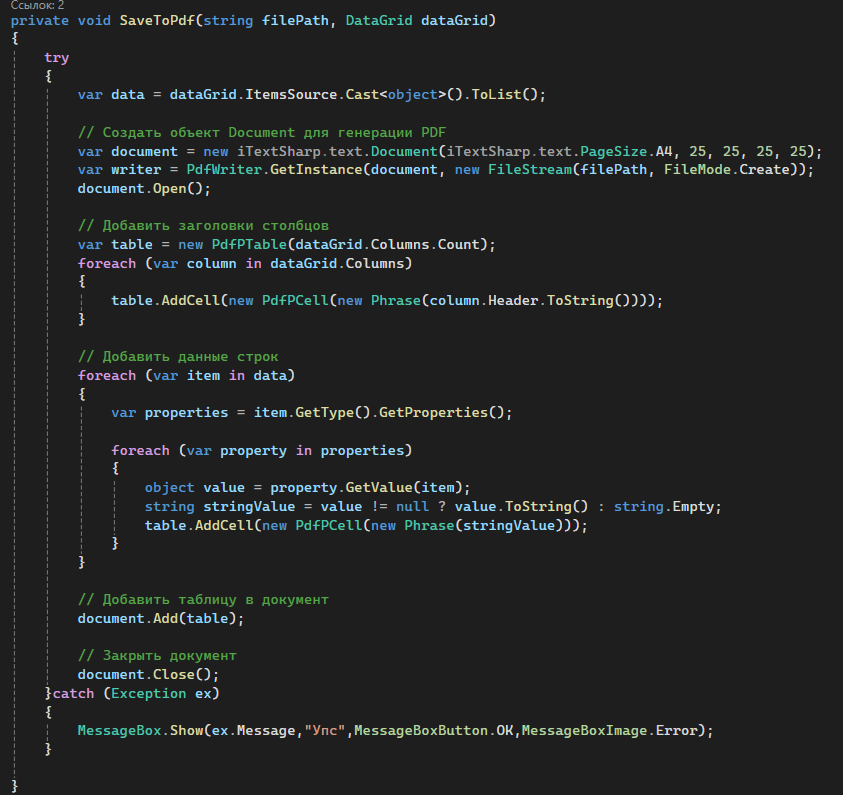 Ссылок: 2
private void SaveToPdf(string filePath, DataGrid dataGrid)
{
try
{
var data = dataGrid.ItemsSource.Cast<object>().ToList();
// Создать объект Document для генерации PDF
var document = new iTextSharp.text.Document(iTextSharp.text.PageSize.A4, 25, 25, 25, 25);
var writer = PdfWriter.GetInstance(document, new FileStream(filePath, FileMode.Create));
document.Open();
// Добавить заголовки столбцов
var table = new PdfPTable(dataGrid.Columns.Count);
foreach (var column in dataGrid.Columns)
{
table.AddCell(new PdfPCell(new Phrase(column.Header.ToString())));
}
// Добавить данные строк
foreach (var item in data)
{
var properties = item.GetType().GetProperties();
foreach (var property in properties)
{
object value = property.GetValue(item);
string stringValue = value != null ? value.ToString() : string.Empty;
table.AddCell(new PdfPCell(new Phrase(stringValue)));
}
}
// Добавить таблицу в документ
document.Add(table);
// Закрыть документ
document.Close();
}catch (Exception ex)
{
MessageBox.Show(ex.Message,"Упс",MessageBoxButton.OK,MessageBoxImage.Error);
}
}